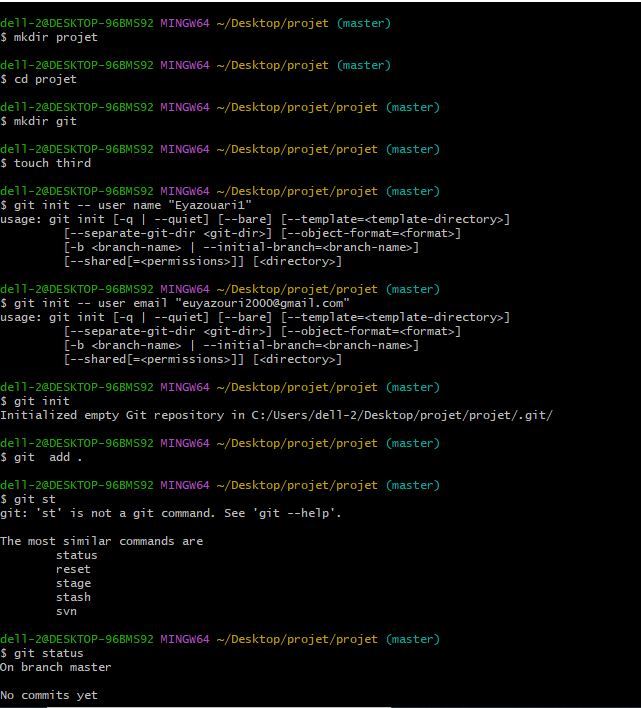 dell-2@DESKTOP-96BMS92 MINGW64 ~/Desktop/projet (master)
$ mkdir projet
dell-2@DESKTOP-96BMS92 MINGW64 ~/Desktop/projet (master)
$ cd projet
dell-2@DESKTOP-96BMS92 MINGW64 ~/Desktop/projet/projet (master)
$ mkdir git
dell-2@DESKTOP-96BMS92 MINGW64 ~/Desktop/projet/projet (master)
$ touch third
dell-2@DESKTOP-96BMS92 MINGW64 ~/Desktop/projet/projet (master)
$ git init -- user name "Eyazouari1"
usage: git init [-q | --quiet] [--bare] [--template=<template-directory>]
         [--separate-git-dir <git-dir>] [--object-format=<format>]
         [-b <branch-name> | --initial-branch=<branch-name>]
         [--shared[=<permissions>]] [<directory>]
dell-2@DESKTOP-96BMS92 MINGW64 ~/Desktop/projet/projet (master)
$ git init -- user email "euyazouri2000@gmail.com"
usage: git init [-q | --quiet] [--bare] [--template=<template-directory>]
         [--separate-git-dir <git-dir>] [--object-format=<format>]
         [-b <branch-name> | --initial-branch=<branch-name>]
         [--shared[=<permissions>]] [<directory>]
dell-2@DESKTOP-96BMS92 MINGW64 ~/Desktop/projet/projet (master)
$ git init
Initialized empty Git repository in C:/Users/dell-2/Desktop/projet/projet/.git/
dell-2@DESKTOP-96BMS92 MINGW64 ~/Desktop/projet/projet (master)
$ git  add .
dell-2@DESKTOP-96BMS92 MINGW64 ~/Desktop/projet/projet (master)
$ git st
git: 'st' is not a git command. See 'git --help'.
The most similar commands are
        status
        reset
        stage
        stash
        svn
dell-2@DESKTOP-96BMS92 MINGW64 ~/Desktop/projet/projet (master)
$ git status
On branch master
No commits yet